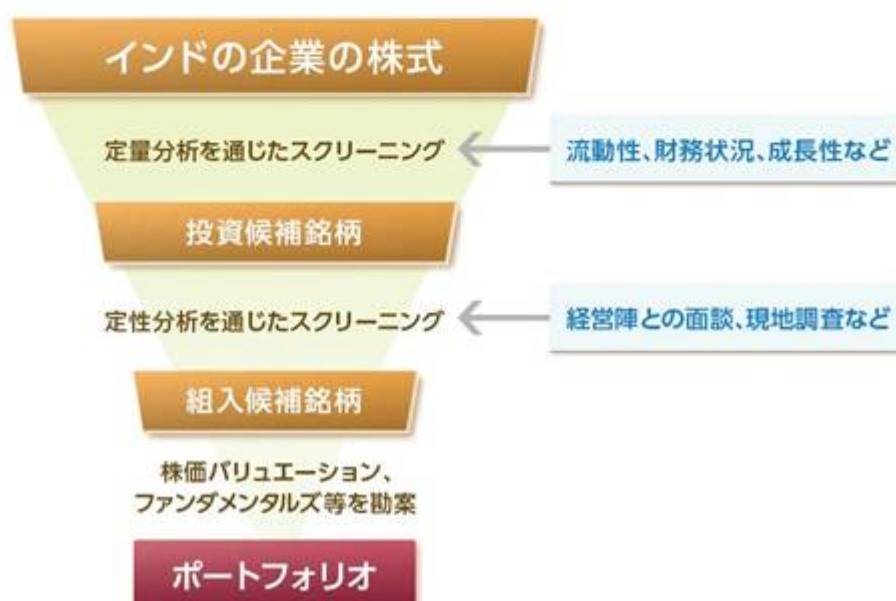 インドの企業の株式
定量分析を通じたスクリーニング
流動性、財務状況、成長性など
投資候補銘柄
定性分析を通じたスクリーニング
経営陣との面談、現地調査など
組入候補銘柄
株価バリュエーション、
ファンダメンタルズ等を勘案
ポートフォリオ